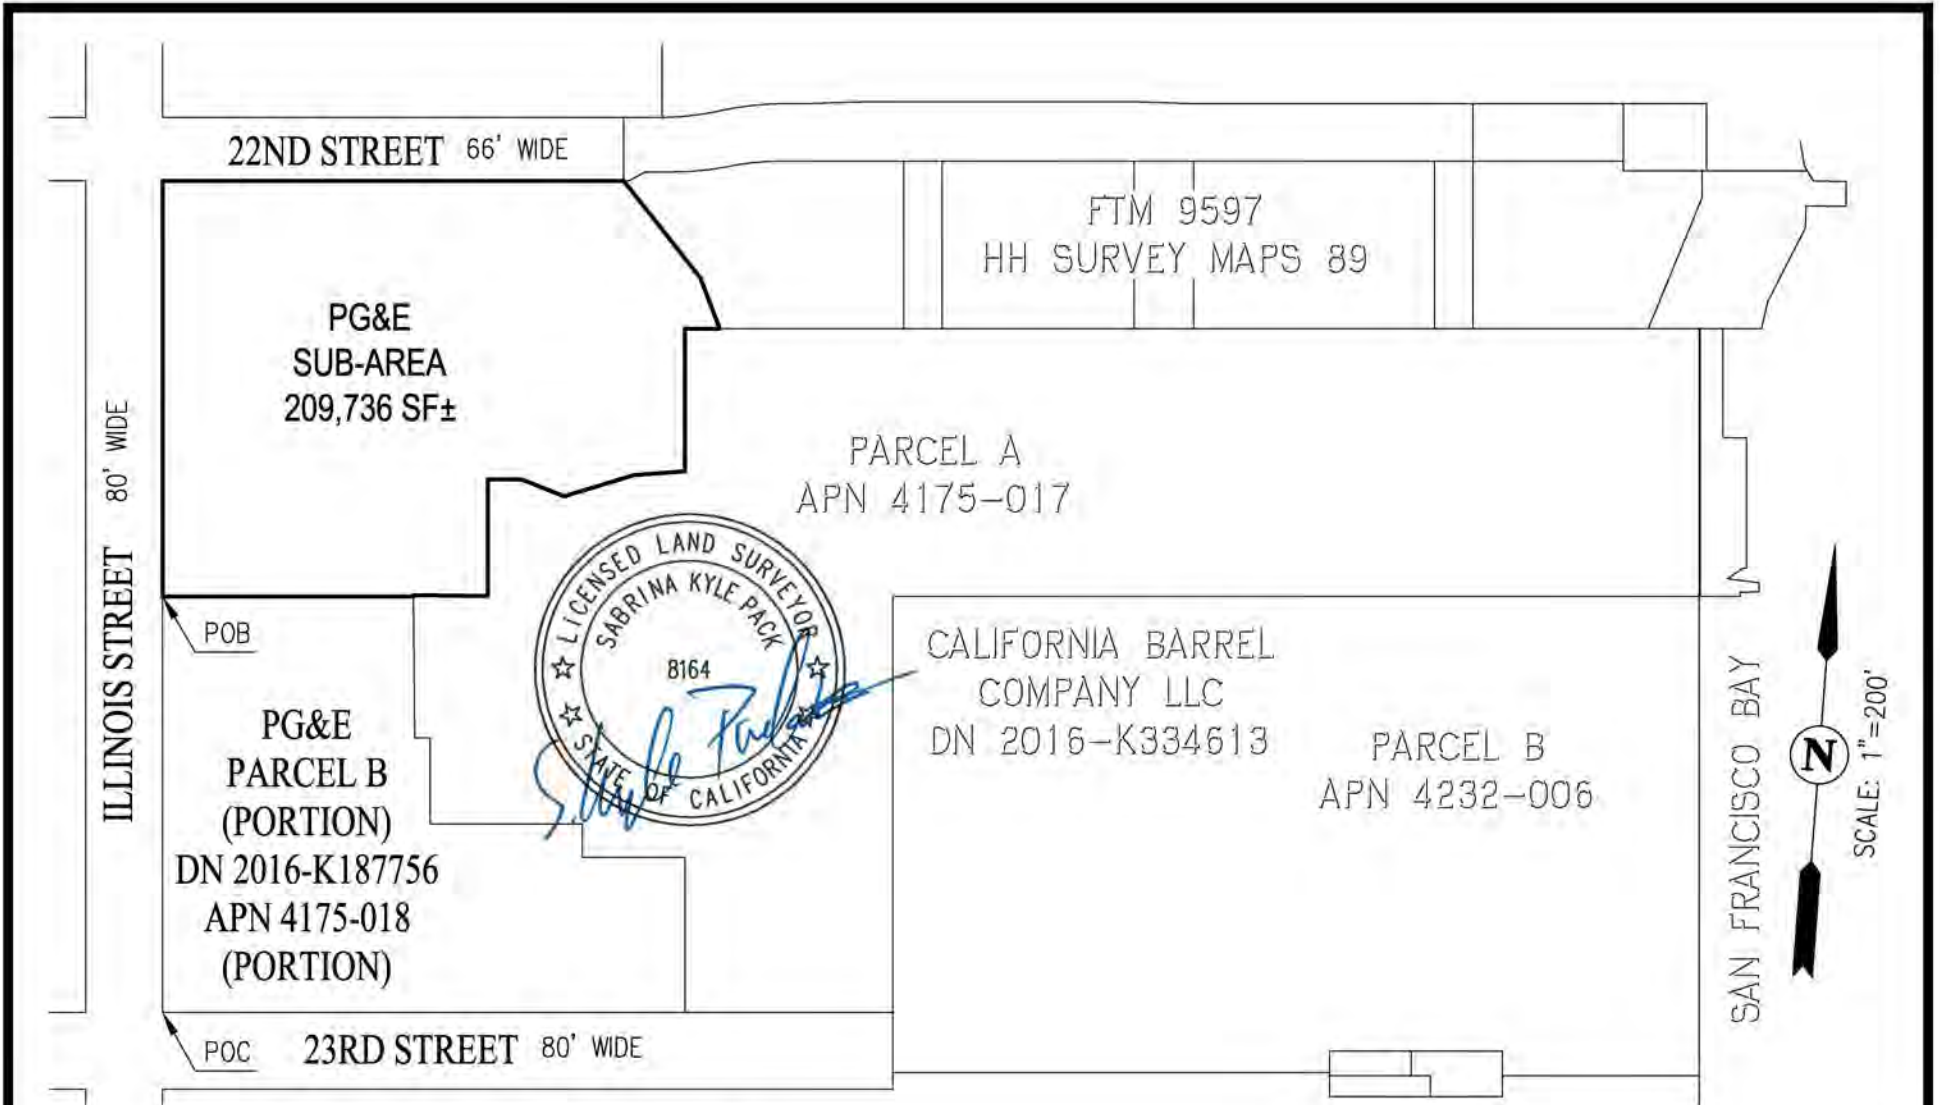 22ND STREET 66' WIDE
FTM 9597
HH SURVEY MAPS 89
PG&E
SUB-AREA
209,736 SF±
ILLINOIS STREET 80' WIDE
PARCEL A
APN 4175-017
POB
LICENSED LAND SURVEYOR
SABRINA KYLE PACK
8164
STATE OF CALIFORNIA
CALIFORNIA BARREL
COMPANY LLC
DN 2016-K334613
PG&E
PARCEL B
(PORTION)
DN 2016-K187756
APN 4175-018
(PORTION)
PARCEL B
APN 4232-006
SAN FRANCISCO BAY
N
SCALE: 1"=200'
POC
23RD STREET 80' WIDE